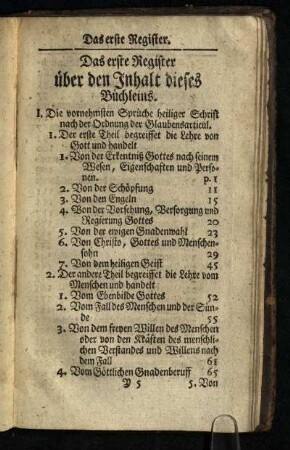 Das erste Register.
Das erste Register
über den Inhalt dieses
Büchleins.
I. Die vornehmsten Sprüche heiliger Schrift
nach der Ordnung der Glaubensarticul.
1. Der erste Theil begreiffet die Lehre von
Gott und handelt
1. Von der Erkentniß Gottes nach seinem
Wesen, Eigenschaften und Perso-
nen. p. 1
2. Von der Schöpfung 11
3. Von den Engeln 15
4. Von der Vorsehung, Versorgung und
Regierung Gottes 20
5. Von der ewigen Gnadenwahl 23
6. Von Christo, Gottes und Menschen-
sohn 29
7. Von dem heiligen Geist 45
2. Der andere Theil begreiffet die Lehre vom
Menschen und handelt
1. Vom Ebenbilde Gottes 52
2. Vom Fall des Menschen und der Sün-
de 55
3. Von dem freyen Willen des Menschen
oder von den Kräften des menschli-
chen Verstandes und Willens nach
dem Fall 61
4. Vom Göttlichen Gnadenberuff 65
Y 5 5. Von